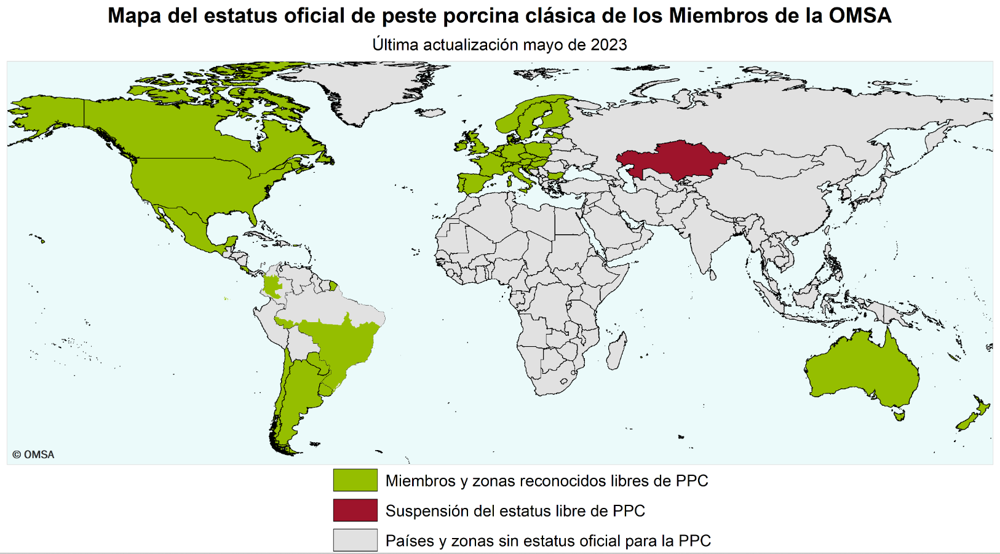 Mapa del estatus oficial de peste porcina clásica de los Miembros de la OMSA
Última actualización mayo de 2023
© OMSA
Miembros y zonas reconocidos libres de PPC
Suspensión del estatus libre de PPC
Países y zonas sin estatus oficial para la PPC